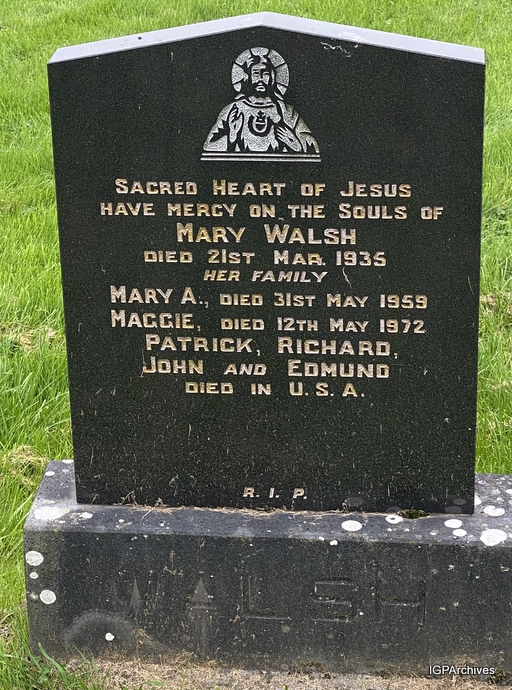 SACRED HEART OF JESUS
HAVE MERCY ON THE SOULS OF
MARY WALSH
DIED 21ST MAR. 1935
HER FAMILY
MARY A., DIED 31ST MAY 1959
MAGGIE, DIED 12TH MAY 1972
PATRICK, RICHARD,
JOHN AND EDMUND
DIED IN U.S.A.
R. I. P.
WALSH
IGPArchives